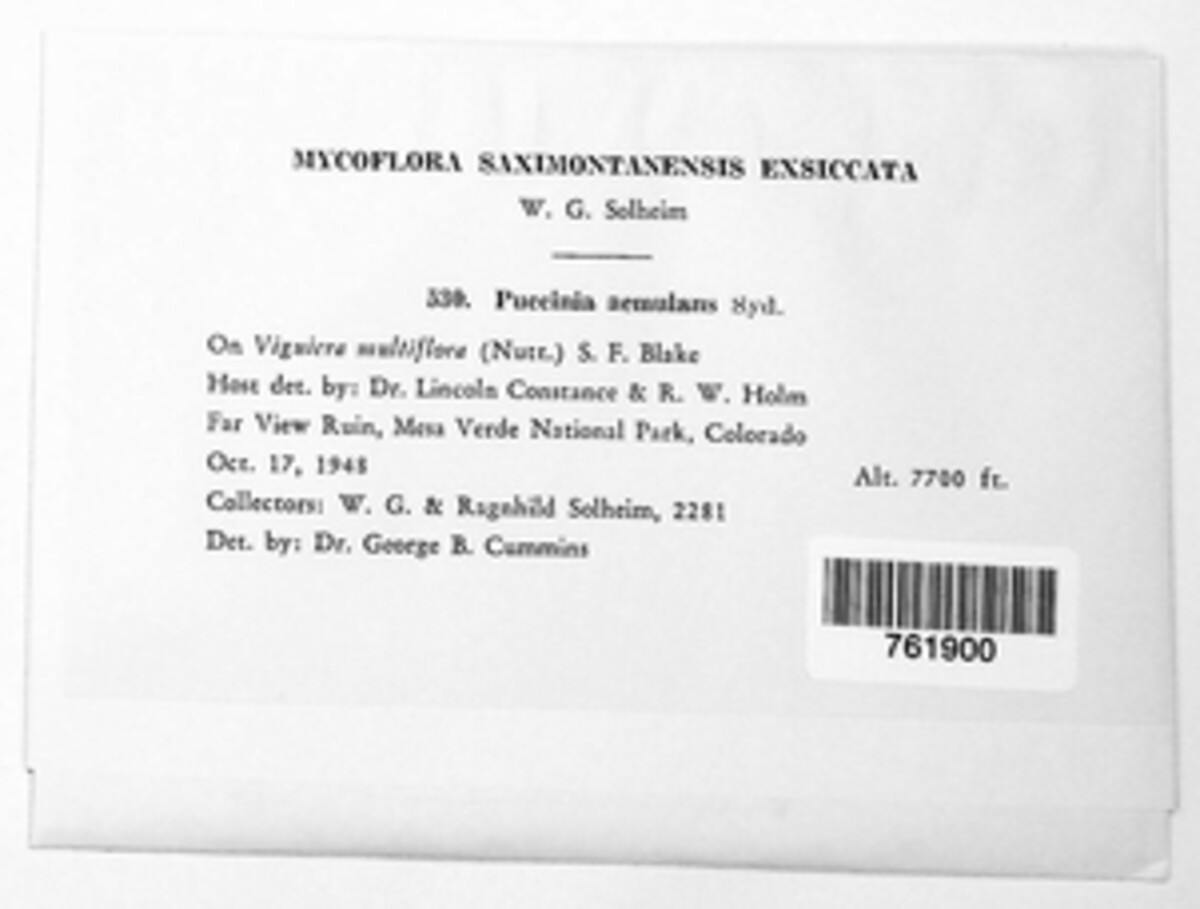 MYCOFLORA SAXIMONTANENSIS EXSICCATA
W. G. Solheim
530. Puccinia aemulans Syd.
On Viguiera multiflora (Nutt.) S. F. Blake
Host det. by: Dr. Lincoln Constance & R. W. Holm
Far View Ruin, Mesa Verde National Park, Colorado
Oct. 17, 1948
Alt. 7700 ft.
Collectors: W. G. & Ragnhild Solheim, 2281
Det. by: Dr. George B. Cummins
761900